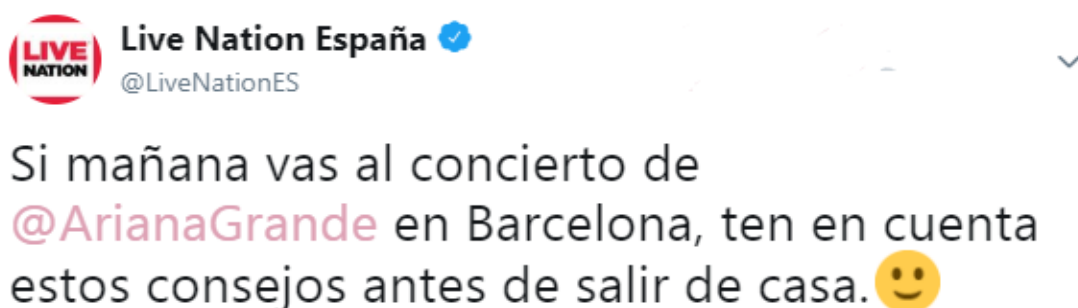 LIVE
NATION
Live Nation España
@LiveNationES
Si mañana vas al concierto de
@ArianaGrande en Barcelona, ten en cuenta
estos consejos antes de salir de casa.🙂